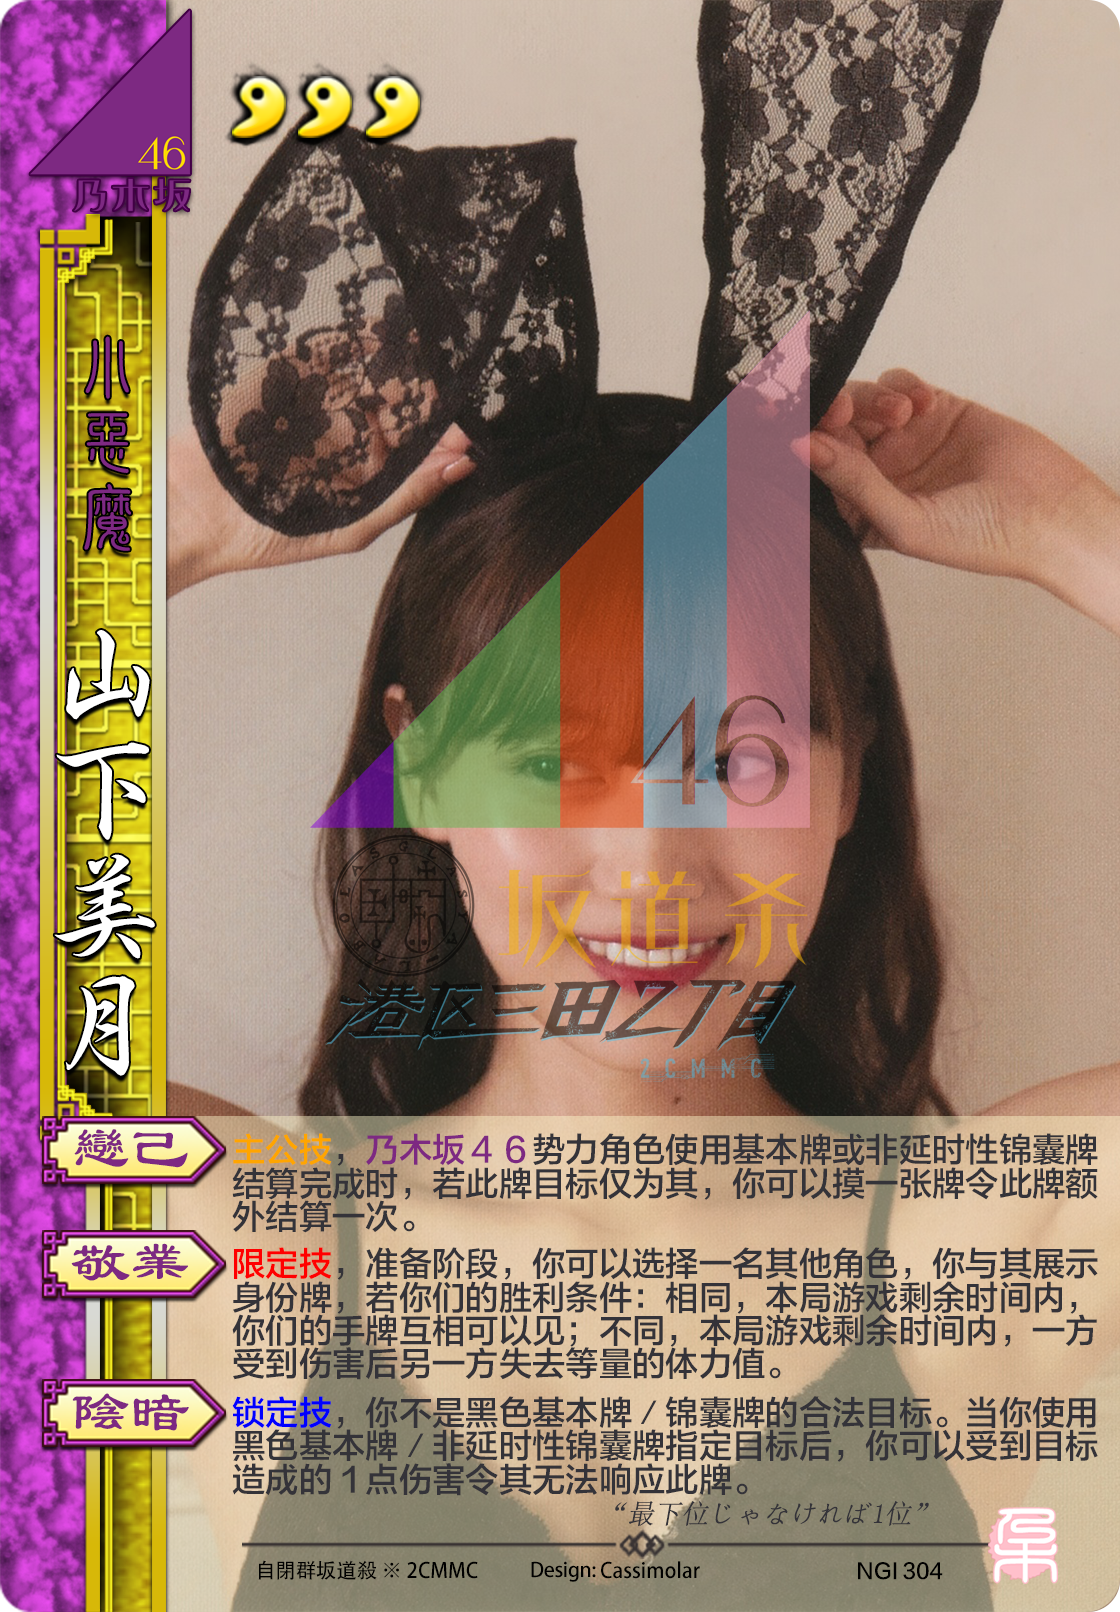 46
乃木坂
小惡魔
山下美月
46
坂道杀
港区三田2丁目
2CMMC
戀己
主公技，乃木坂４６势力角色使用基本牌或非延时性锦囊牌
结算完成时，若此牌目标仅为其，你可以摸一张牌令此牌额
外结算一次。
敬業
限定技，准备阶段，你可以选择一名其他角色，你与其展示
身份牌，若你们的胜利条件：相同，本局游戏剩余时间内，
你们的手牌互相可以见；不同，本局游戏剩余时间内，一方
受到伤害后另一方失去等量的体力值。
陰暗
锁定技，你不是黑色基本牌／锦囊牌的合法目标。当你使用
黑色基本牌／非延时性锦囊牌指定目标后，你可以受到目标
造成的１点伤害令其无法响应此牌。
“最下位じゃなければ1位”
自閉群坂道殺 ※ 2CMMC Design: Cassimolar NGI 304